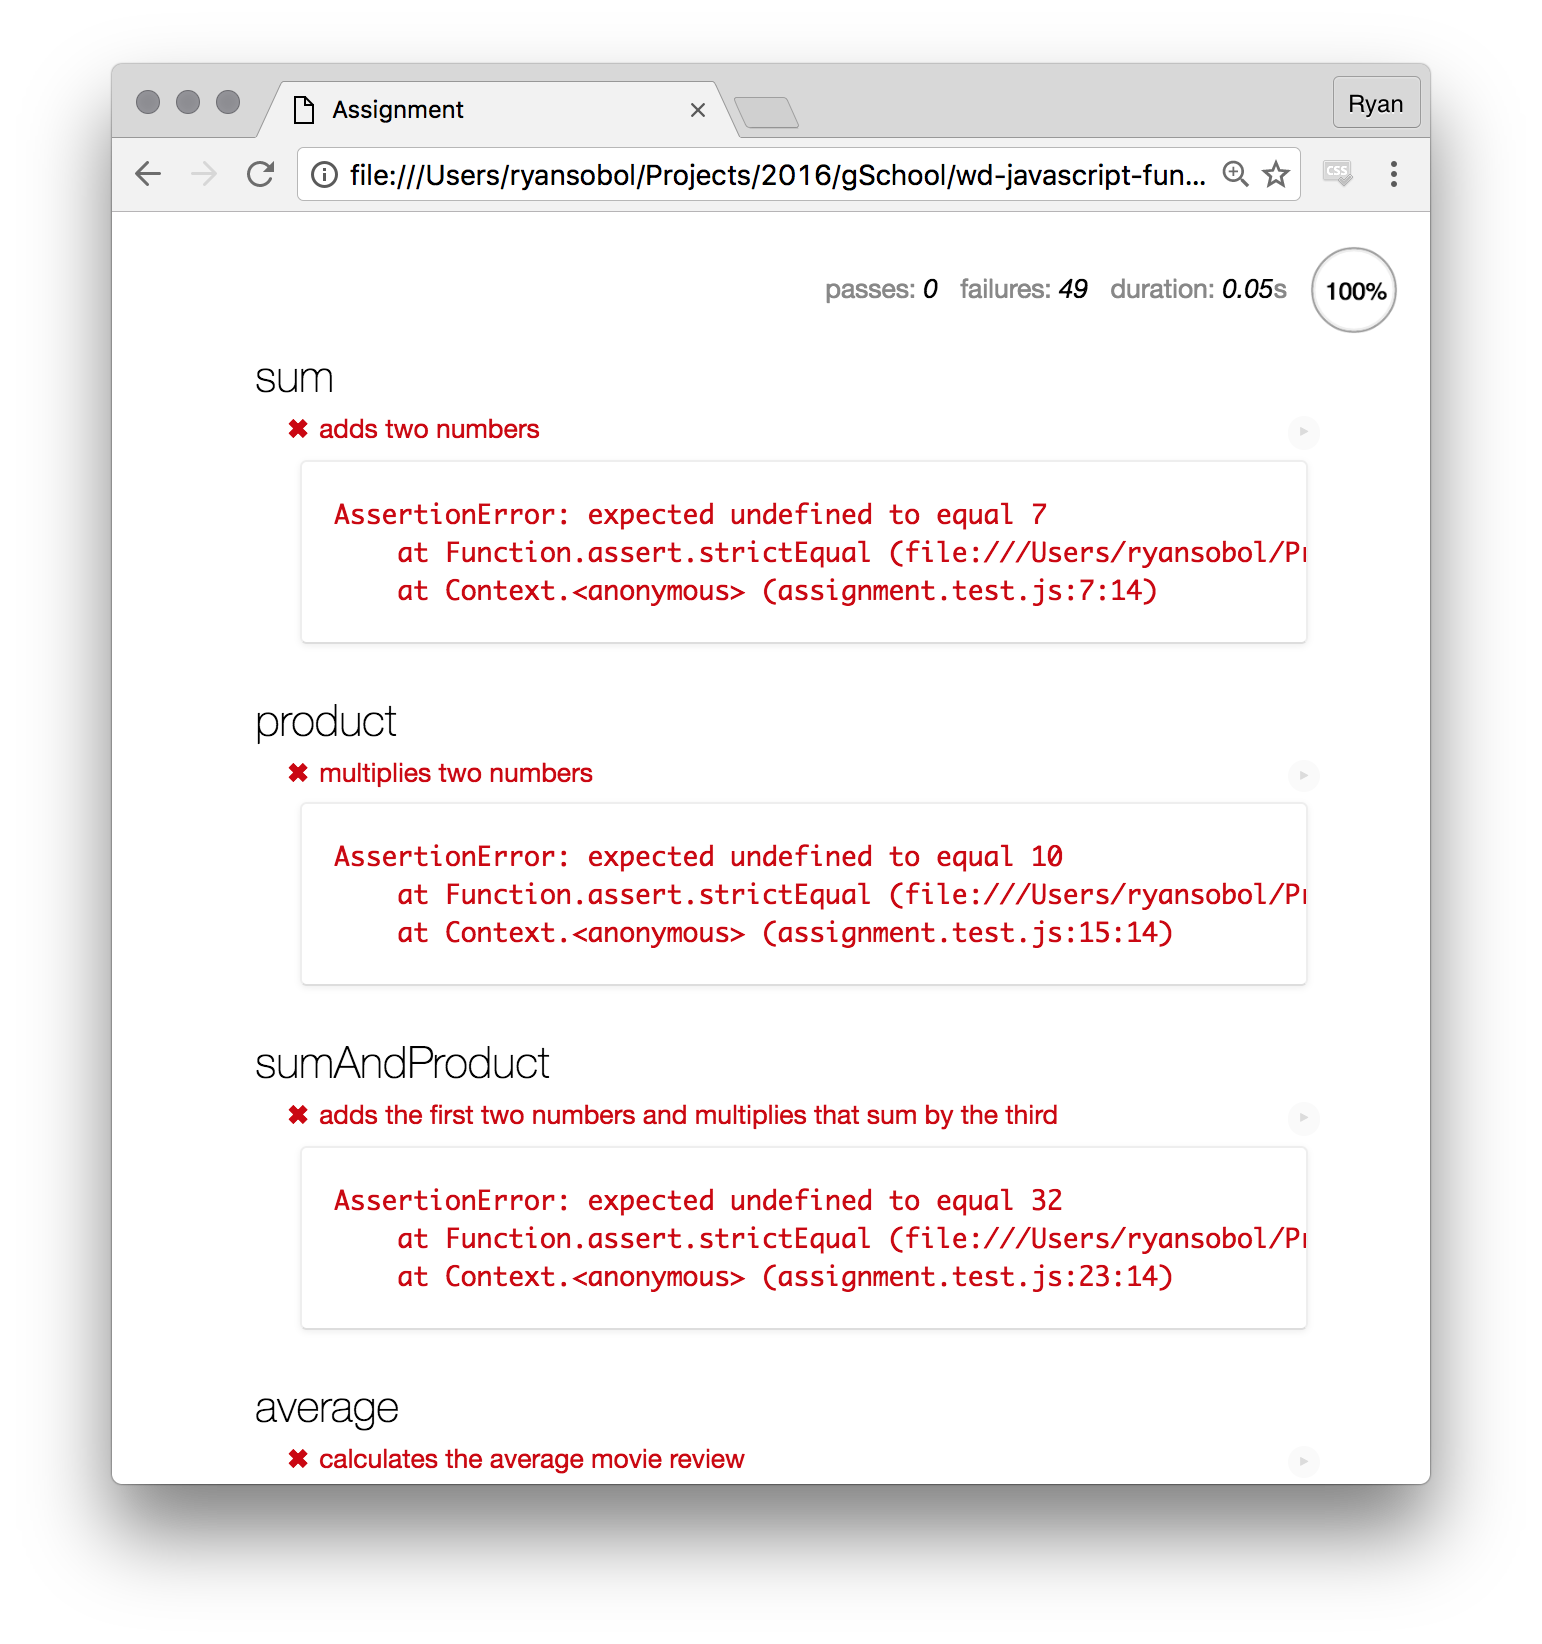 Assignment
Ryan
file:///Users/ryansobol/Projects/2016/gSchool/wd-javascript-fun...
CSS
passes: 0 failures: 49 duration: 0.05s 100%
sum
✖ adds two numbers
AssertionError: expected undefined to equal 7
at Function.assert.strictEqual (file:///Users/ryansobol/Pr
at Context.<anonymous> (assignment.test.js:7:14)
product
✖ multiplies two numbers
AssertionError: expected undefined to equal 10
at Function.assert.strictEqual (file:///Users/ryansobol/Pr
at Context.<anonymous> (assignment.test.js:15:14)
sumAndProduct
✖ adds the first two numbers and multiplies that sum by the third
AssertionError: expected undefined to equal 32
at Function.assert.strictEqual (file:///Users/ryansobol/Pr
at Context.<anonymous> (assignment.test.js:23:14)
average
✖ calculates the average movie review